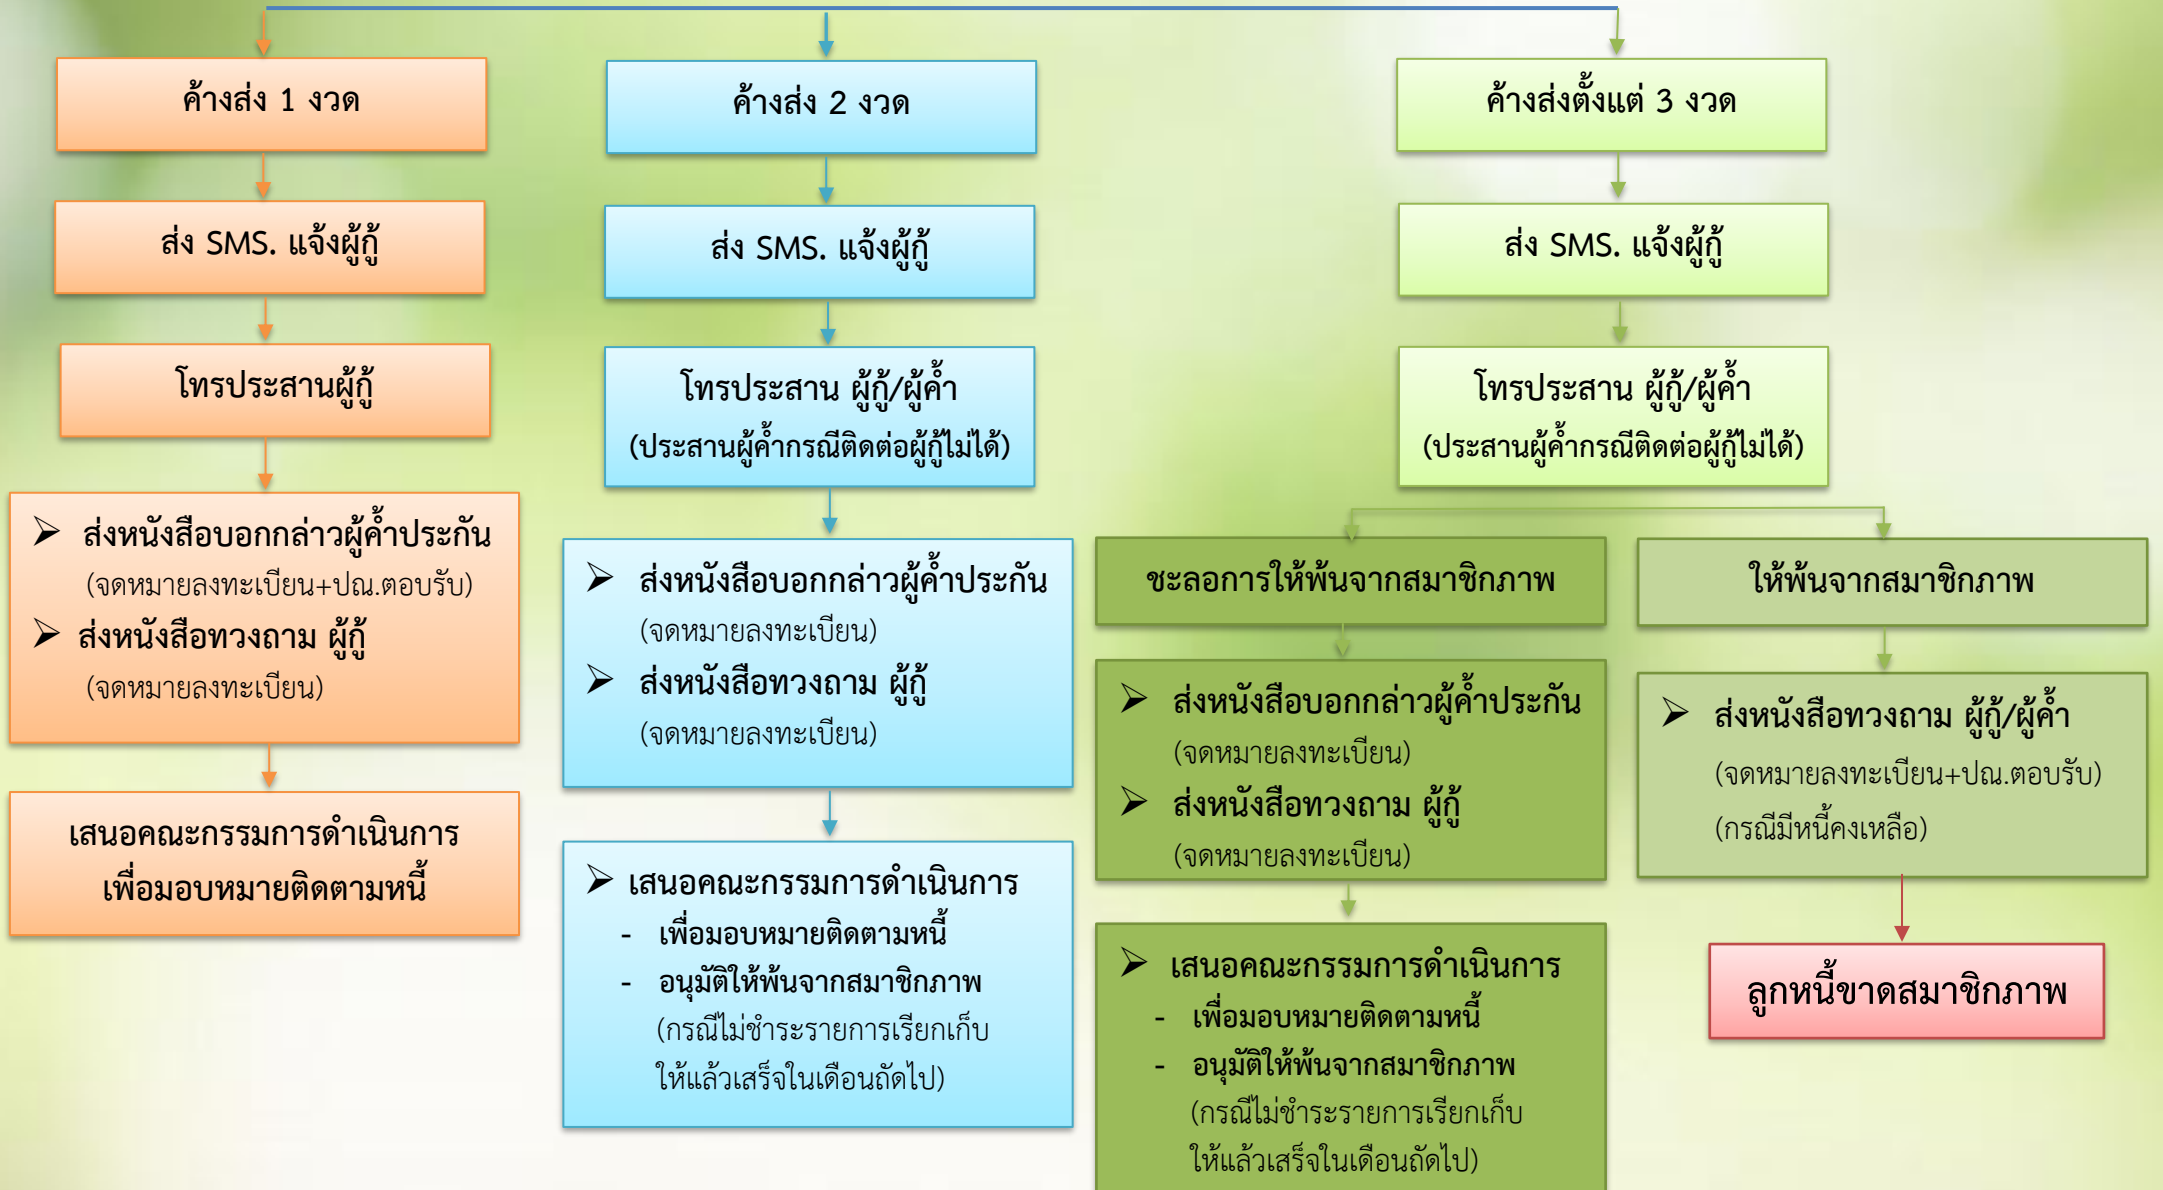 ค้างส่ง 1 งวด
ส่ง SMS. แจ้งผู้กู้
โทรประสานผู้กู้
➢ ส่งหนังสือบอกกล่าวผู้ค้ำประกัน
(จดหมายลงทะเบียน+ปณ.ตอบรับ)
➢ ส่งหนังสือทวงถาม ผู้กู้
(จดหมายลงทะเบียน)
เสนอคณะกรรมการดำเนินการ
เพื่อมอบหมายติดตามหนี้
ค้างส่ง 2 งวด
ส่ง SMS. แจ้งผู้กู้
โทรประสาน ผู้กู้/ผู้ค้ำ
(ประสานผู้ค้ำกรณีติดต่อผู้กู้ไม่ได้)
➢ ส่งหนังสือบอกกล่าวผู้ค้ำประกัน
(จดหมายลงทะเบียน)
➢ ส่งหนังสือทวงถาม ผู้กู้
(จดหมายลงทะเบียน)
➢ เสนอคณะกรรมการดำเนินการ
- เพื่อมอบหมายติดตามหนี้
- อนุมัติให้พ้นจากสมาชิกภาพ
(กรณีไม่ชำระรายการเรียกเก็บ
ให้แล้วเสร็จในเดือนถัดไป)
ค้างส่งตั้งแต่ 3 งวด
ส่ง SMS. แจ้งผู้กู้
โทรประสาน ผู้กู้/ผู้ค้ำ
(ประสานผู้ค้ำกรณีติดต่อผู้กู้ไม่ได้)
ชะลอการให้พ้นจากสมาชิกภาพ
➢ ส่งหนังสือบอกกล่าวผู้ค้ำประกัน
(จดหมายลงทะเบียน)
➢ ส่งหนังสือทวงถาม ผู้กู้
(จดหมายลงทะเบียน)
➢ เสนอคณะกรรมการดำเนินการ
- เพื่อมอบหมายติดตามหนี้
- อนุมัติให้พ้นจากสมาชิกภาพ
(กรณีไม่ชำระรายการเรียกเก็บ
ให้แล้วเสร็จในเดือนถัดไป)
ให้พ้นจากสมาชิกภาพ
➢ ส่งหนังสือทวงถาม ผู้กู้/ผู้ค้ำ
(จดหมายลงทะเบียน+ปณ.ตอบรับ)
(กรณีมีหนี้คงเหลือ)
ลูกหนี้ขาดสมาชิกภาพ